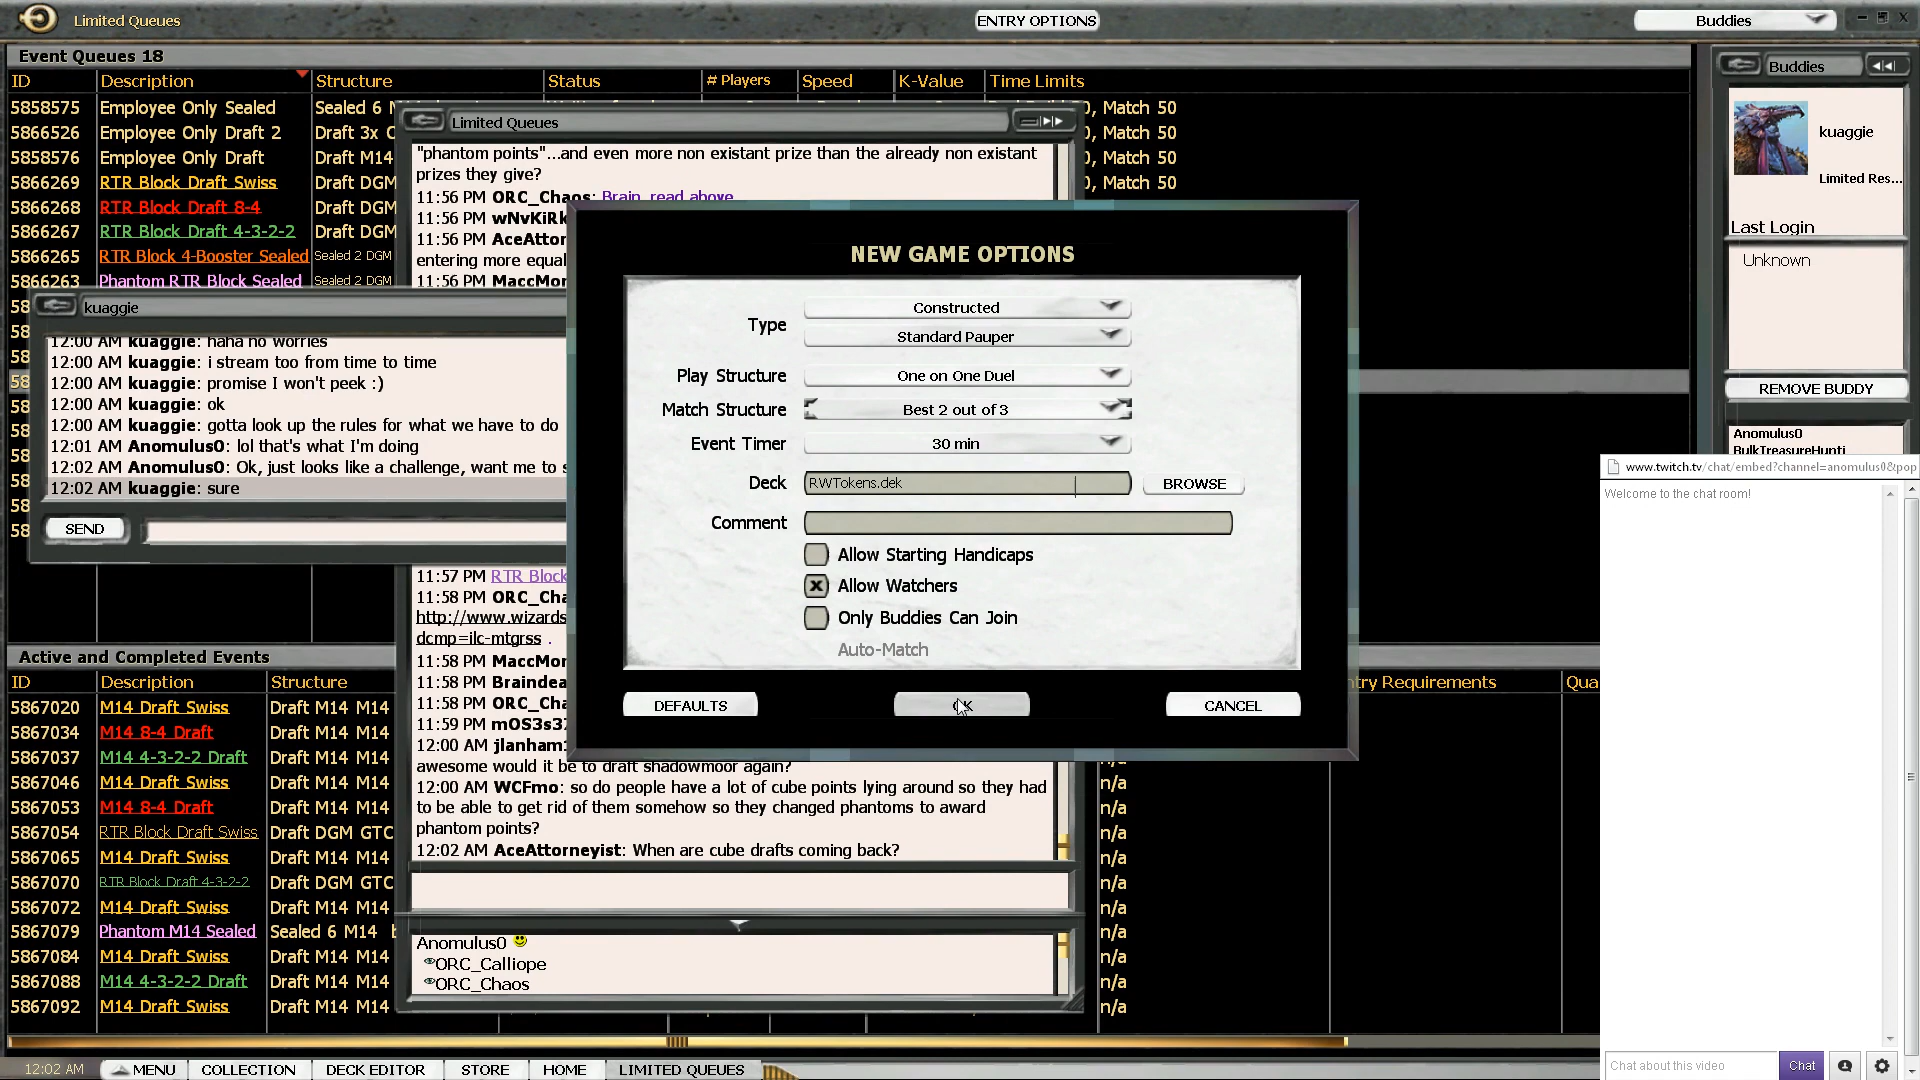 Limited Queues
ENTRY OPTIONS
Buddies
Event Queues 18
ID Description Structure Status # Players Speed K-Value Time Limits
5858575 Employee Only Sealed Sealed 6 0, Match 50
5866526 Employee Only Draft 2 Draft 3x 0, Match 50
5858576 Employee Only Draft Draft M14 0, Match 50
5866269 RTR Block Draft Swiss Draft DGM 0, Match 50
5866268 RTR Block Draft 8-4 Draft DGM
5866267 RTR Block Draft 4-3-2-2 Draft DGM
5866265 RTR Block 4-Booster Sealed Sealed 2 DGM
5866263 Phantom RTR Block Sealed Sealed 2 DGM
58
58
58
58
58
58
58
58
58
58
Limited Queues
"phantom points"...and even more non existant prize than the already non existant
prizes they give?
11:56 PM ORC_Chaos: Brain, read above
11:56 PM wNvKiRk
11:56 PM AceAttor
entering more equal
11:56 PM MaccMon
kuaggie
12:00 AM kuaggie: haha no worries
12:00 AM kuaggie: i stream too from time to time
12:00 AM kuaggie: promise I won't peek :)
12:00 AM kuaggie: ok
12:00 AM kuaggie: gotta look up the rules for what we have to do
12:01 AM Anomulus0: lol that's what I'm doing
12:02 AM Anomulus0: Ok, just looks like a challenge, want me to s
12:02 AM kuaggie: sure
SEND
NEW GAME OPTIONS
Type Constructed
Standard Pauper
Play Structure One on One Duel
Match Structure Best 2 out of 3
Event Timer 30 min
Deck RWTokens.dek BROWSE
Comment
Allow Starting Handicaps
X Allow Watchers
Only Buddies Can Join
Auto-Match
DEFAULTS
OK
CANCEL
11:57 PM RTR Block
11:58 PM ORC_Cha
http://www.wizards
dcmp=ilc-mtgrss .
11:58 PM MaccMon
11:58 PM Braindea
11:58 PM ORC_Cha
11:59 PM mOS3s37
12:00 AM jlanham1
awesome would it be to draft shadowmoor again?
12:00 AM WCFmo: so do people have a lot of cube points lying around so they had
to be able to get rid of them somehow so they changed phantoms to award
phantom points?
12:02 AM AceAttorneyist: When are cube drafts coming back?
Anomulus0
ORC_Calliope
ORC_Chaos
Active and Completed Events
ID Description Structure ntry Requirements Qua
5867020 M14 Draft Swiss Draft M14 M14
5867034 M14 8-4 Draft Draft M14 M14
5867037 M14 4-3-2-2 Draft Draft M14 M14 n/a
5867046 M14 Draft Swiss Draft M14 M14 n/a
5867053 M14 8-4 Draft Draft M14 M14 n/a
5867054 RTR Block Draft Swiss Draft DGM GTC n/a
5867065 M14 Draft Swiss Draft M14 M14 n/a
5867070 RTR Block Draft 4-3-2-2 Draft DGM GTC n/a
5867072 M14 Draft Swiss Draft M14 M14 n/a
5867079 Phantom M14 Sealed Sealed 6 M14 n/a
5867084 M14 Draft Swiss Draft M14 M14 n/a
5867088 M14 4-3-2-2 Draft Draft M14 M14 n/a
5867092 M14 Draft Swiss Draft M14 M14 n/a
Buddies
kuaggie
Limited Res...
Last Login
Unknown
REMOVE BUDDY
Anomulus0
BulkTreasureHunti
www.twitch.tv/chat/embed?channel=anomulus0&pop
Welcome to the chat room!
Chat about this video
Chat
12:02 AM MENU COLLECTION DECK EDITOR STORE HOME LIMITED QUEUES